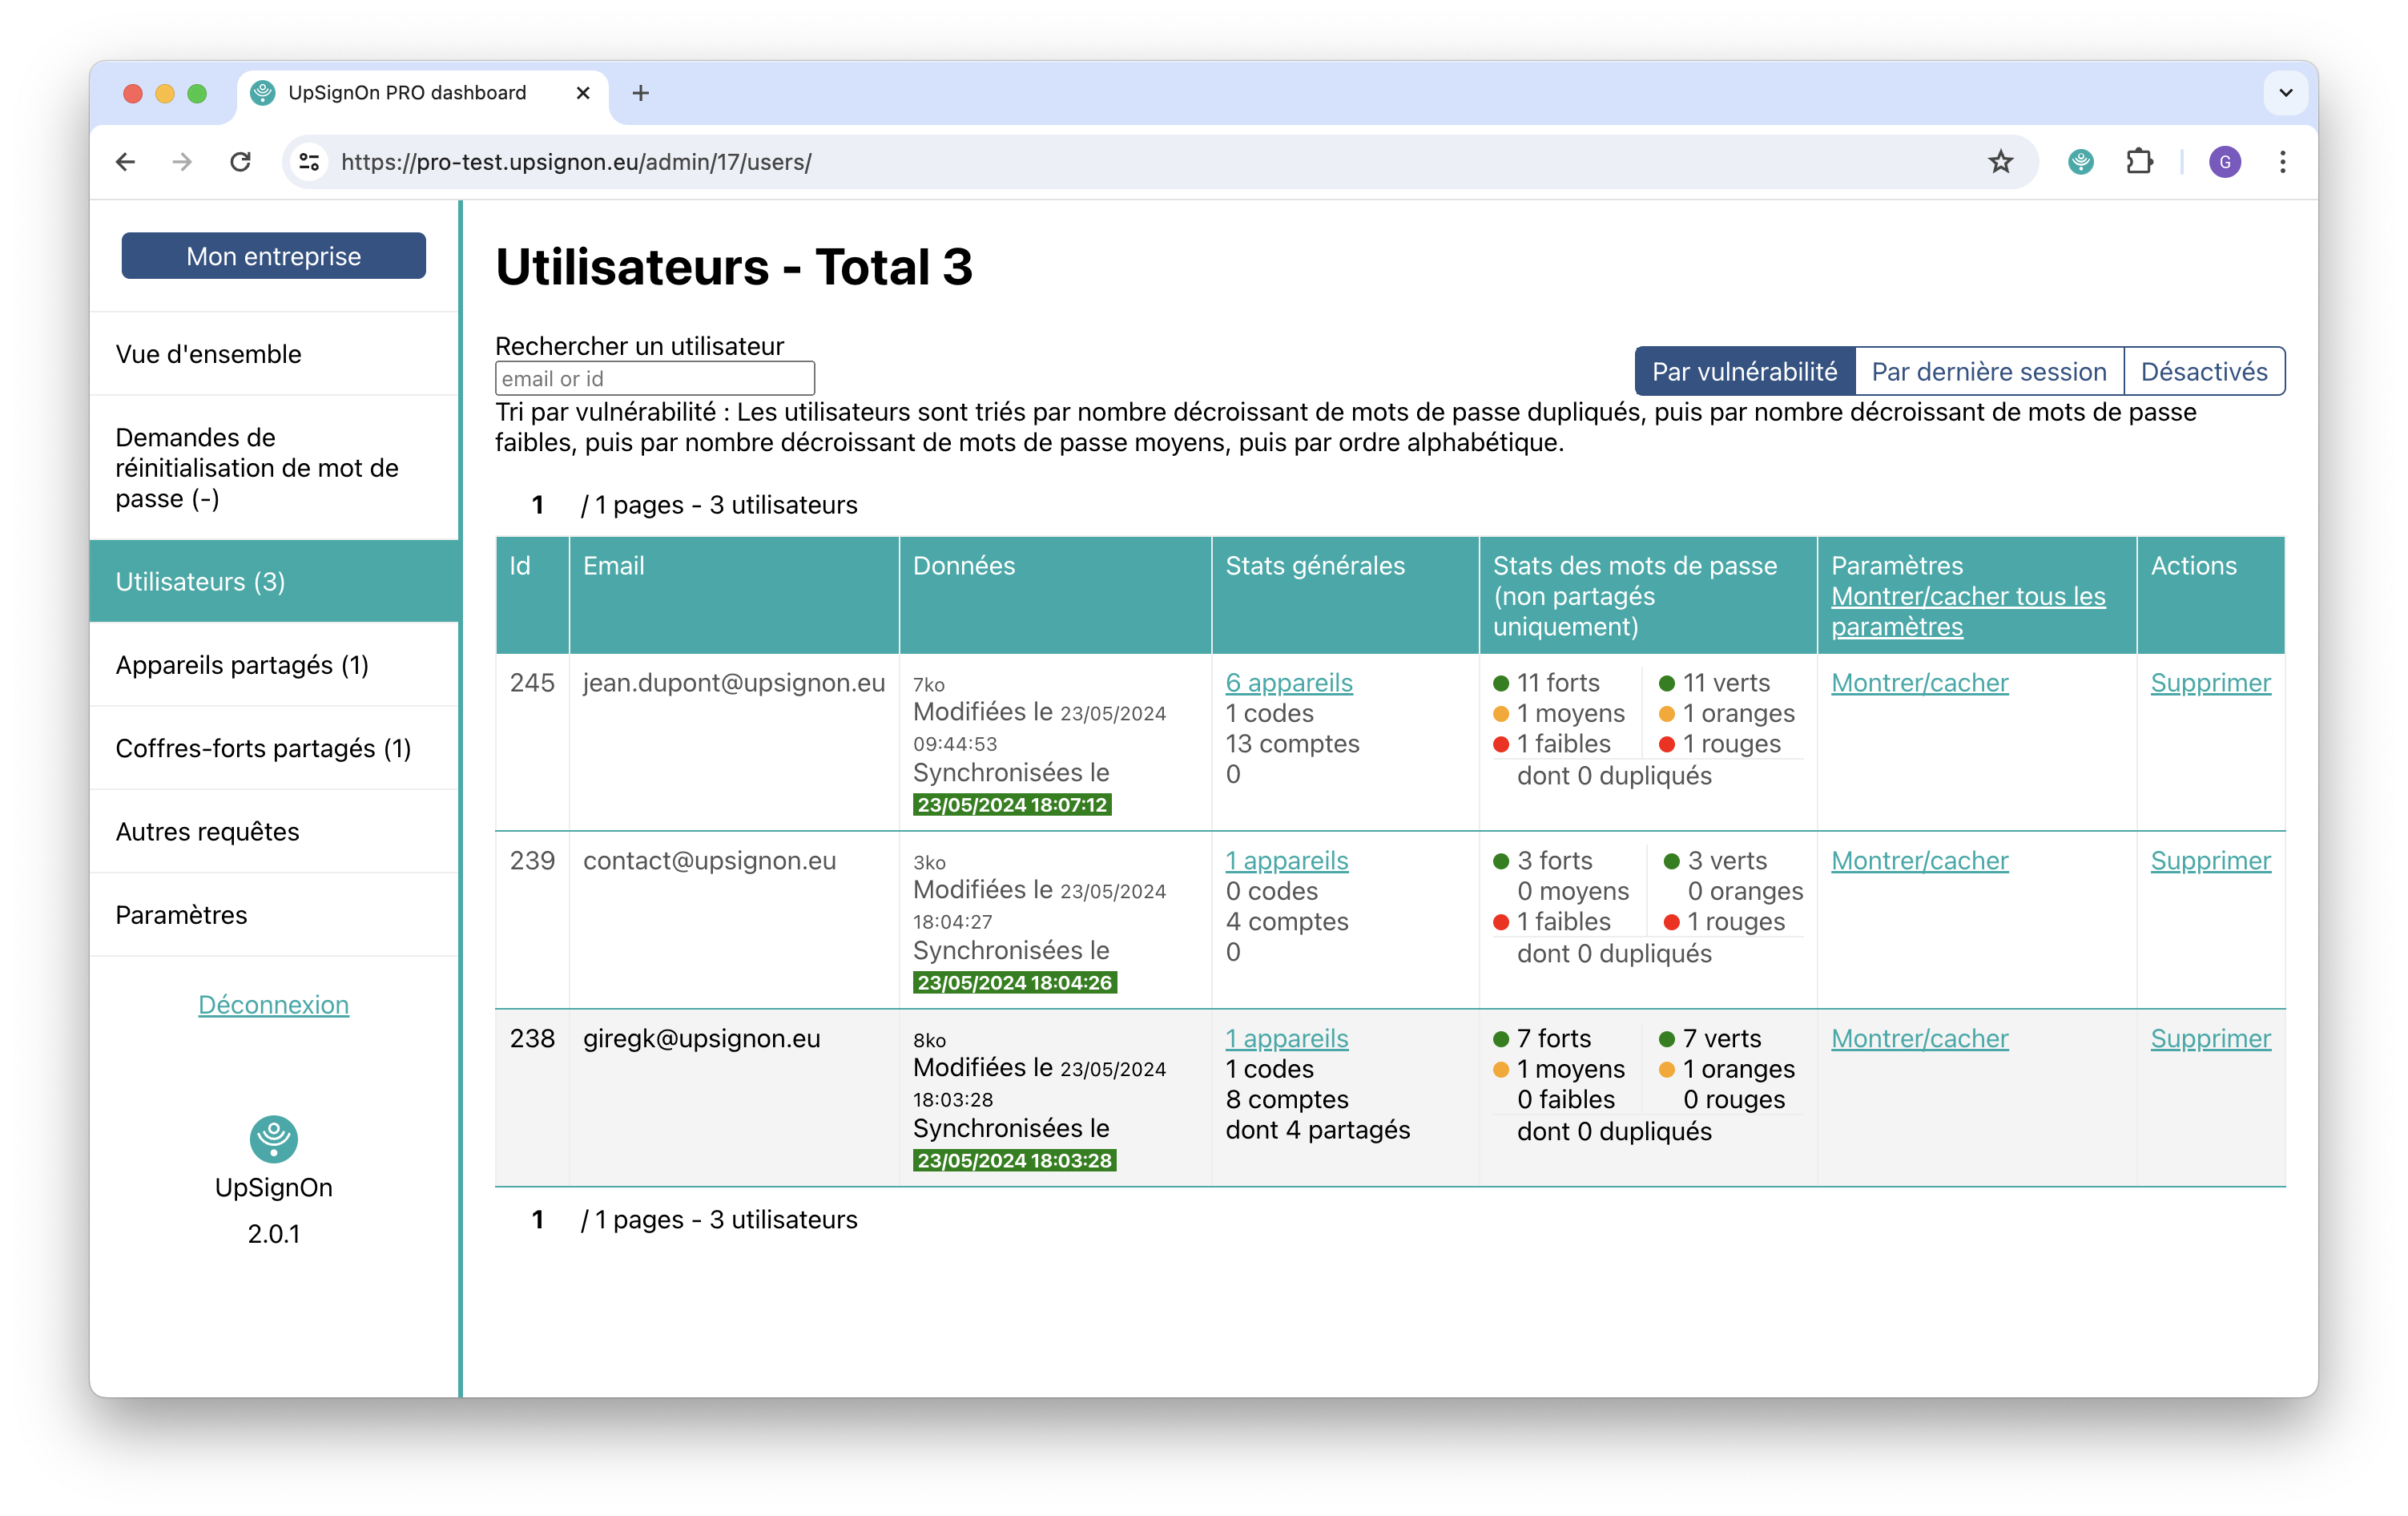 UpSignOn PRO dashboard
https://pro-test.upsignon.eu/admin/17/users/
G
Mon entreprise
Vue d'ensemble
Demandes de
réinitialisation de mot de
passe (-)
Utilisateurs (3)
Appareils partagés (1)
Coffres-forts partagés (1)
Autres requêtes
Paramètres
Déconnexion
UpSignOn
2.0.1
Utilisateurs - Total 3
Rechercher un utilisateur
email or id
Par vulnérabilité Par dernière session Désactivés
Tri par vulnérabilité : Les utilisateurs sont triés par nombre décroissant de mots de passe dupliqués, puis par nombre décroissant de mots de passe
faibles, puis par nombre décroissant de mots de passe moyens, puis par ordre alphabétique.
1 / 1 pages - 3 utilisateurs
Id
Email
Données
Stats générales
Stats des mots de passe
(non partagés
uniquement)
Paramètres
Montrer/cacher tous les
paramètres
Actions
245
jean.dupont@upsignon.eu
7ko
Modifiées le 23/05/2024
09:44:53
Synchronisées le
23/05/2024 18:07:12
6 appareils
1 codes
13 comptes
0
11 forts
1 moyens
1 faibles
11 verts
1 oranges
1 rouges
dont 0 dupliqués
Montrer/cacher
Supprimer
239
contact@upsignon.eu
3ko
Modifiées le 23/05/2024
18:04:27
Synchronisées le
23/05/2024 18:04:26
1 appareils
0 codes
4 comptes
0
3 forts
0 moyens
1 faibles
3 verts
0 oranges
1 rouges
dont 0 dupliqués
Montrer/cacher
Supprimer
238
giregk@upsignon.eu
8ko
Modifiées le 23/05/2024
18:03:28
Synchronisées le
23/05/2024 18:03:28
1 appareils
1 codes
8 comptes
dont 4 partagés
7 forts
1 moyens
0 faibles
7 verts
1 oranges
0 rouges
dont 0 dupliqués
Montrer/cacher
Supprimer
1 / 1 pages - 3 utilisateurs